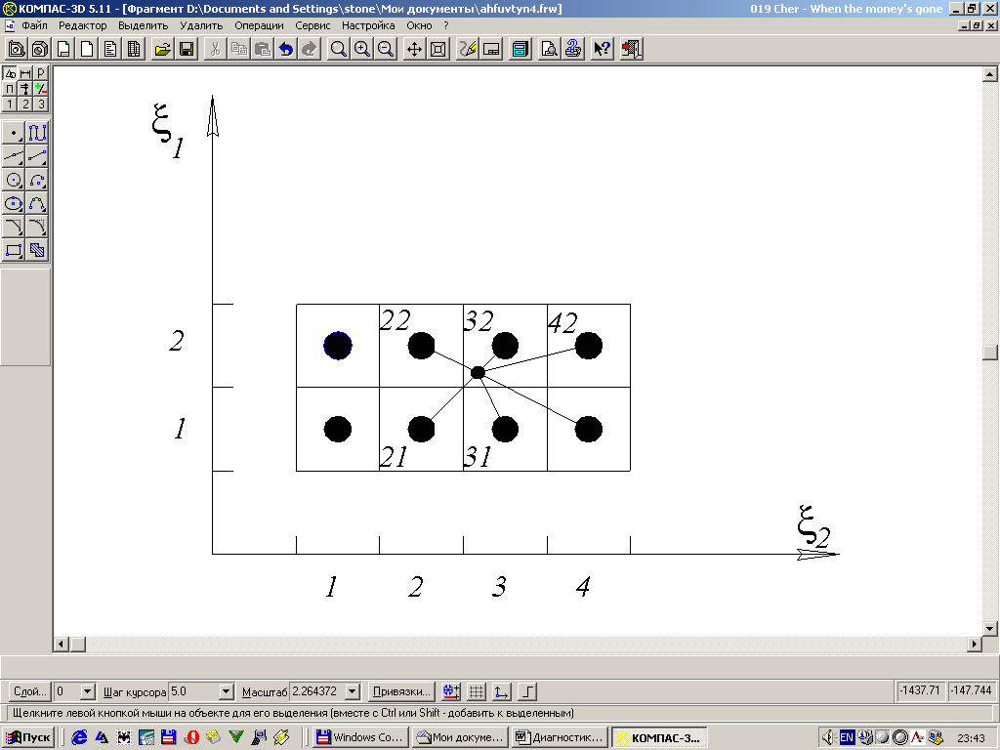 КОМПАС-3D 5.11 - [Фрагмент D:\Documents and Settings\stone\Мои документы\ahfuvtyn4.frw]
019 Cher - When the money's gone
Файл Редактор Выделить Удалить Операции Сервис Настройка Окно ?
P
П
1 2 3
ξ1
22 32 42
2
1
21 31
ξ2
1 2 3 4
Слой... 0 Шаг курсора 5.0 Масштаб 2.264372 Привязки... -1437.71 -147.744
Щелкните левой кнопкой мыши на объекте для его выделения (вместе с Ctrl или Shift - добавить к выделенным)
Пуск Windows Co... Мои докуме... Диагностик... КОМПАС-3... EN 23:43